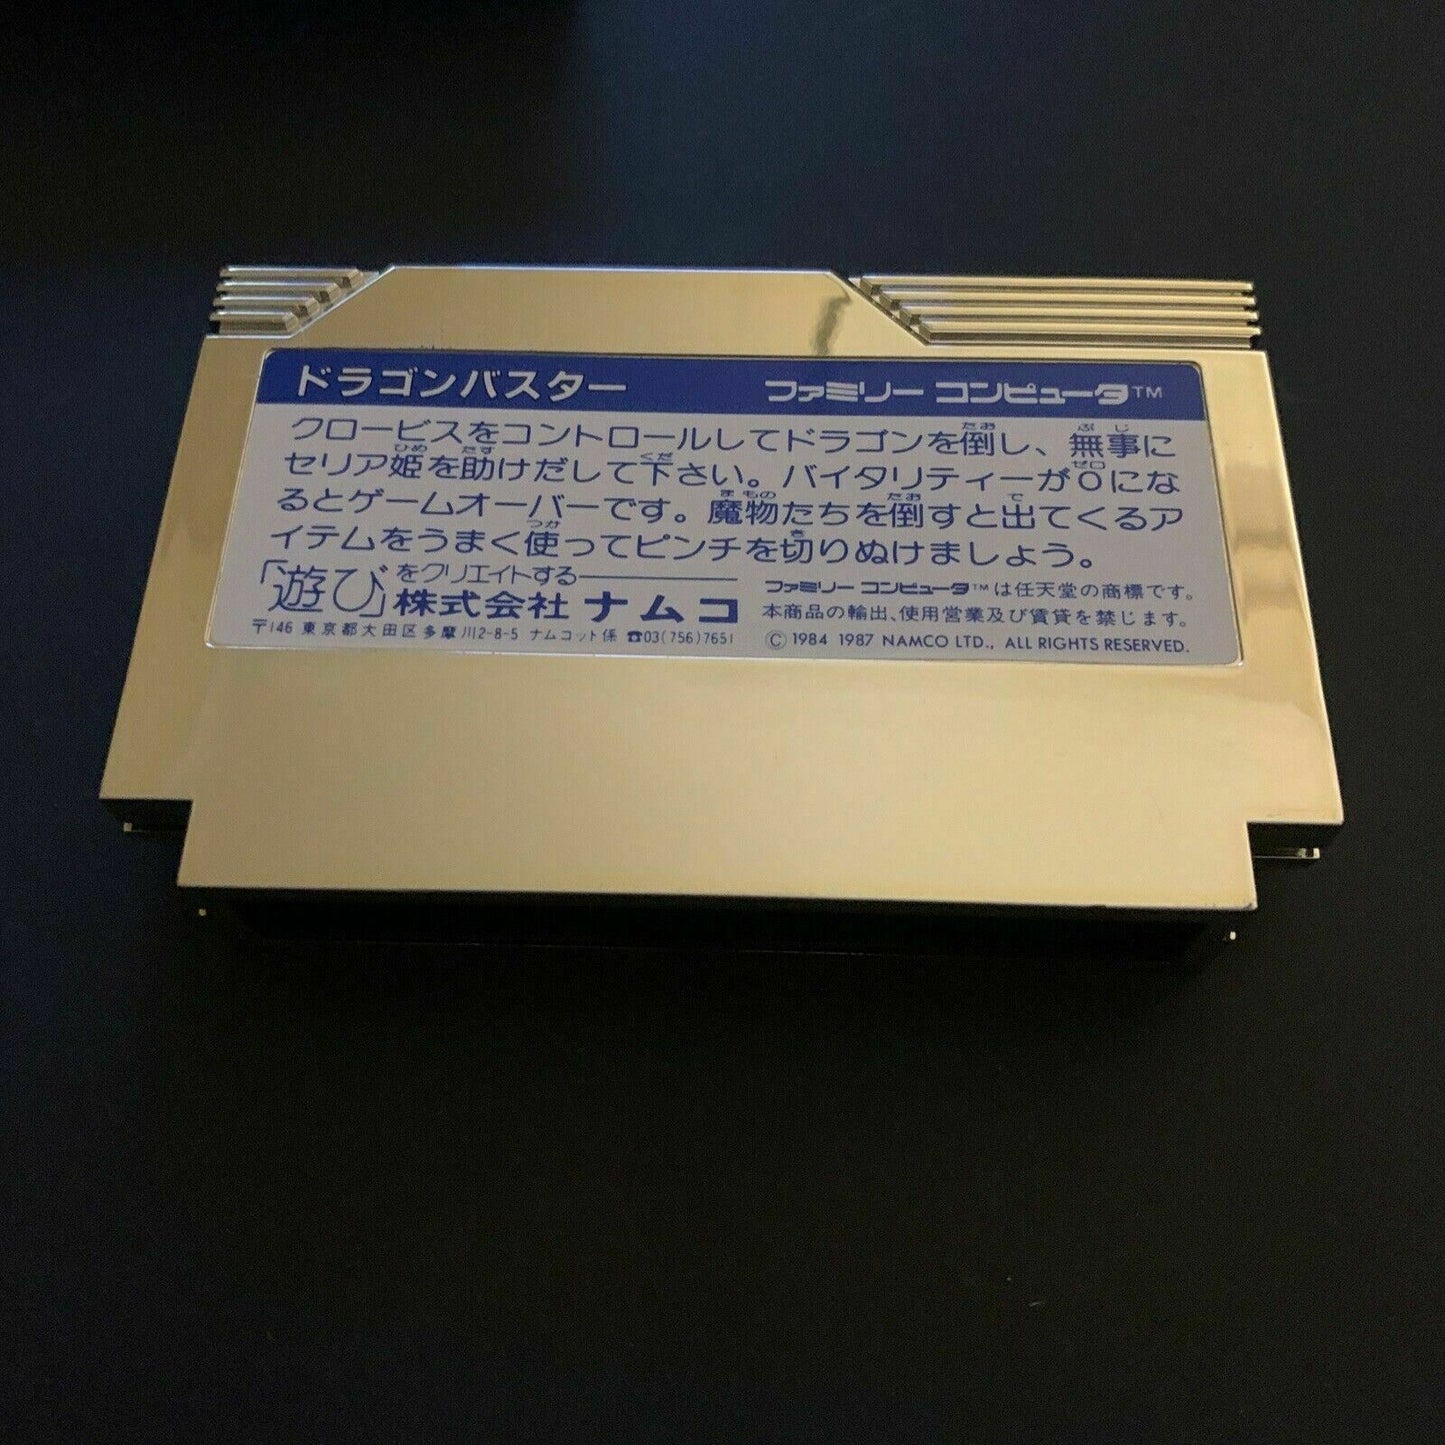 ドラゴンバスター ファミリー コンピュータ™
クロービスをコントロールしてドラゴンを倒し、無事に
セリア姫を助けだして下さい。バイタリティーが0にな
るとゲームオーバーです。魔物たちを倒すと出てくるア
イテムをうまく使ってピンチを切りぬけましょう。
「遊び」をクリエイトする
株式会社 ナムコ
〒146 東京都大田区多摩川2-8-5 ナムコット係 ☎03(756)7651
ファミリー コンピュータ™は任天堂の商標です。
本商品の輸出、使用営業及び賃貸を禁じます。
Ⓒ 1984 1987 NAMCO LTD., ALL RIGHTS RESERVED.